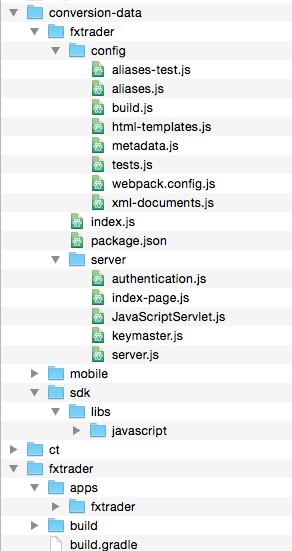 conversion-data
fxtrader
config
aliases-test.js
aliases.js
build.js
html-templates.js
metadata.js
tests.js
webpack.config.js
xml-documents.js
index.js
package.json
server
authentication.js
index-page.js
JavaScriptServlet.js
keymaster.js
server.js
mobile
sdk
libs
javascript
ct
fxtrader
apps
fxtrader
build
build.gradle